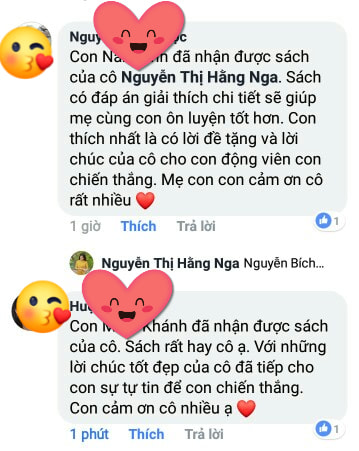 Nguy
ọc
Con Na
nh đã nhận được sách
của cô Nguyễn Thị Hằng Nga. Sách
có đáp án giải thích chi tiết sẽ giúp
mẹ cùng con ôn luyện tốt hơn. Con
thích nhất là có lời đề tặng và lời
chúc của cô cho con động viên con
chiến thắng. Mẹ con con cảm ơn cô
rất nhiều ❤️
1 giờ Thích Trả lời 1
Nguyễn Thị Hằng Nga Nguyễn Bích...
Con M Khánh đã nhận được sách
của cô. Sách rất hay cô ạ. Với những
lời chúc tốt đẹp của cô đã tiếp cho
con sự tự tin để con chiến thắng.
Con cảm ơn cô nhiều ạ ❤️
1 phút Thích Trả lời 1